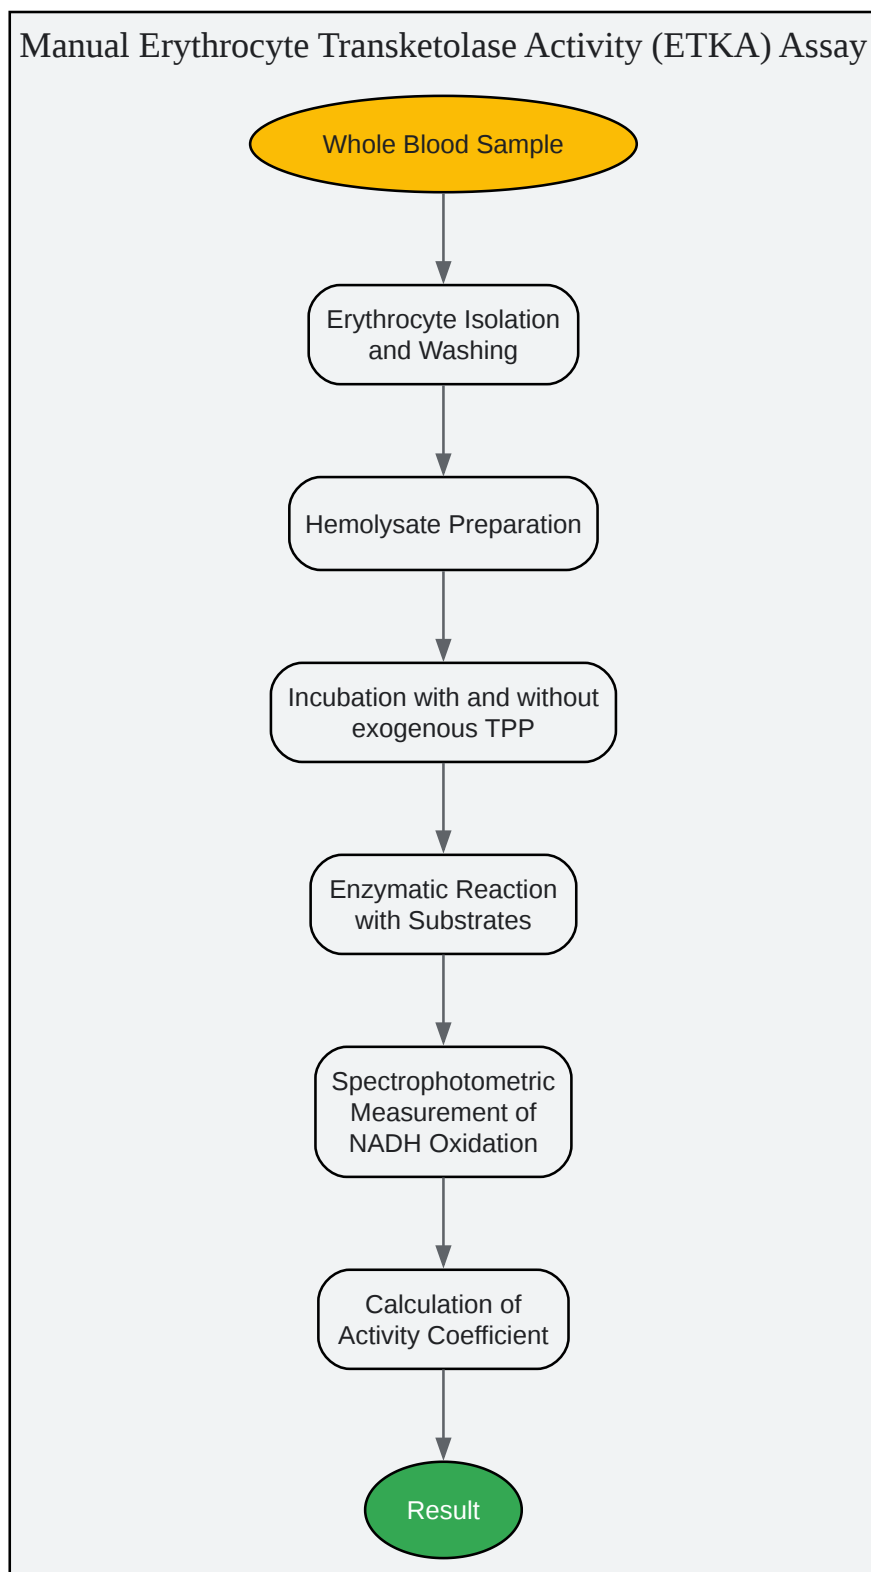 Manual Erythrocyte Transketolase Activity (ETKA) Assay
Whole Blood Sample
Erythrocyte Isolation
and Washing
Hemolysate Preparation
Incubation with and without
exogenous TPP
Enzymatic Reaction
with Substrates
Spectrophotometric
Measurement of
NADH Oxidation
Calculation of
Activity Coefficient
Result